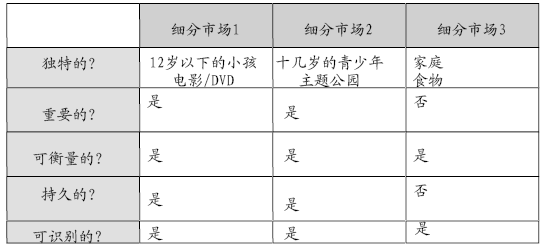 细分市场1 细分市场2 细分市场3
独特的? 12岁以下的小孩 十几岁的青少年 家庭
电影/DVD 主题公园 食物
重要的? 是 是 否
可衡量的? 是 是 是
持久的? 是 是 否
可识别的? 是 是 是